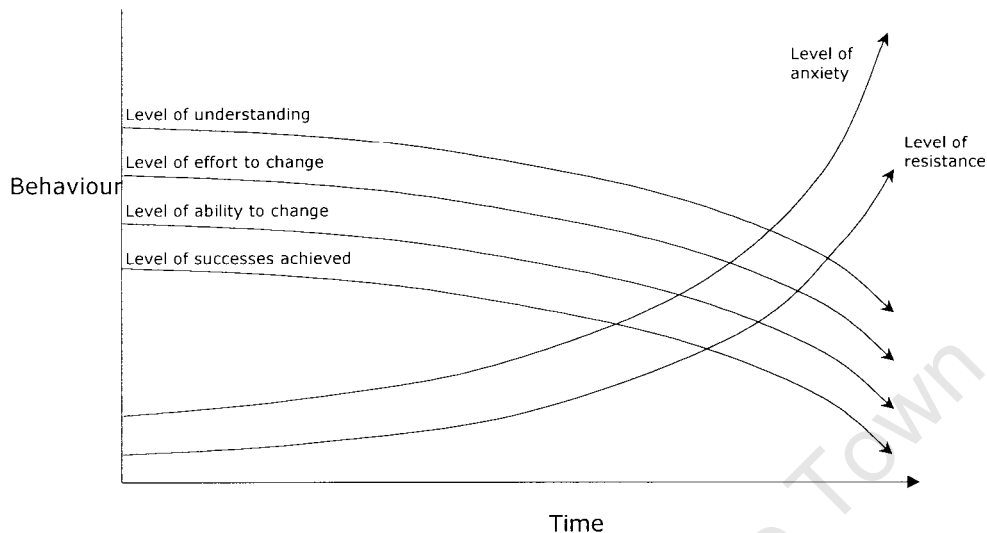 Level of
anxiety
Level of understanding
Level of
resistance
Level of effort to change
Behaviour
Level of ability to change
Level of successes achieved
Town
Time